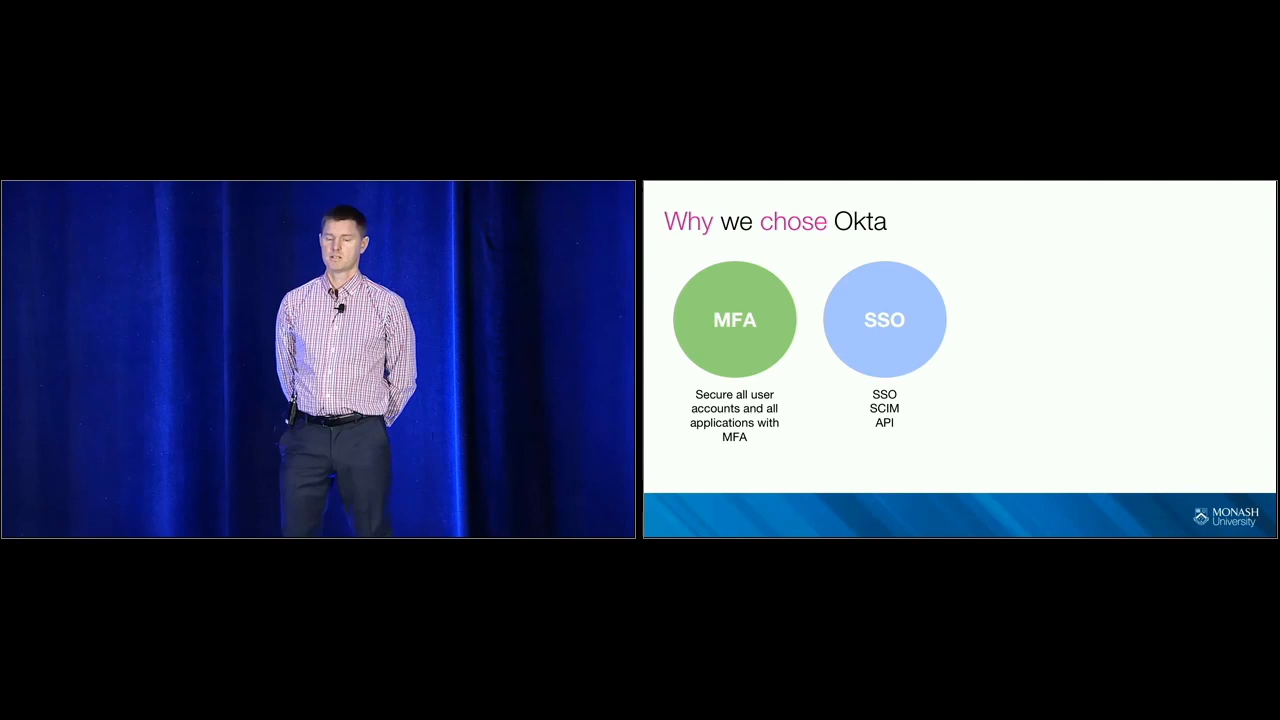 Why we chose Okta
MFA
SSO
Secure all user
accounts and all
applications with
MFA
SSO
SCIM
API
MONASH
University